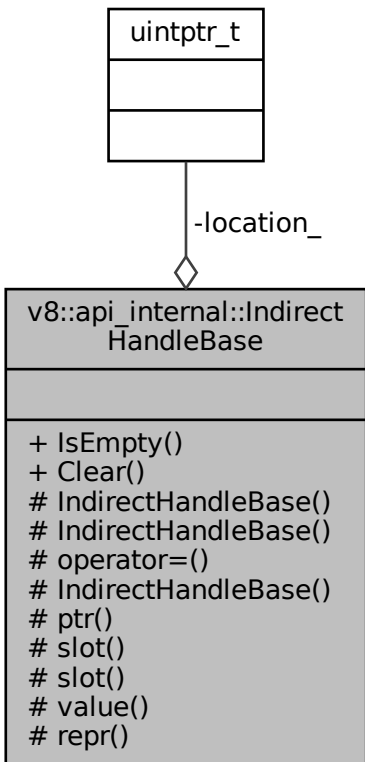 uintptr_t
-location_
v8::api_internal::Indirect
HandleBase
+ IsEmpty()
+ Clear()
# IndirectHandleBase()
# IndirectHandleBase()
# operator=()
# IndirectHandleBase()
# ptr()
# slot()
# slot()
# value()
# repr()